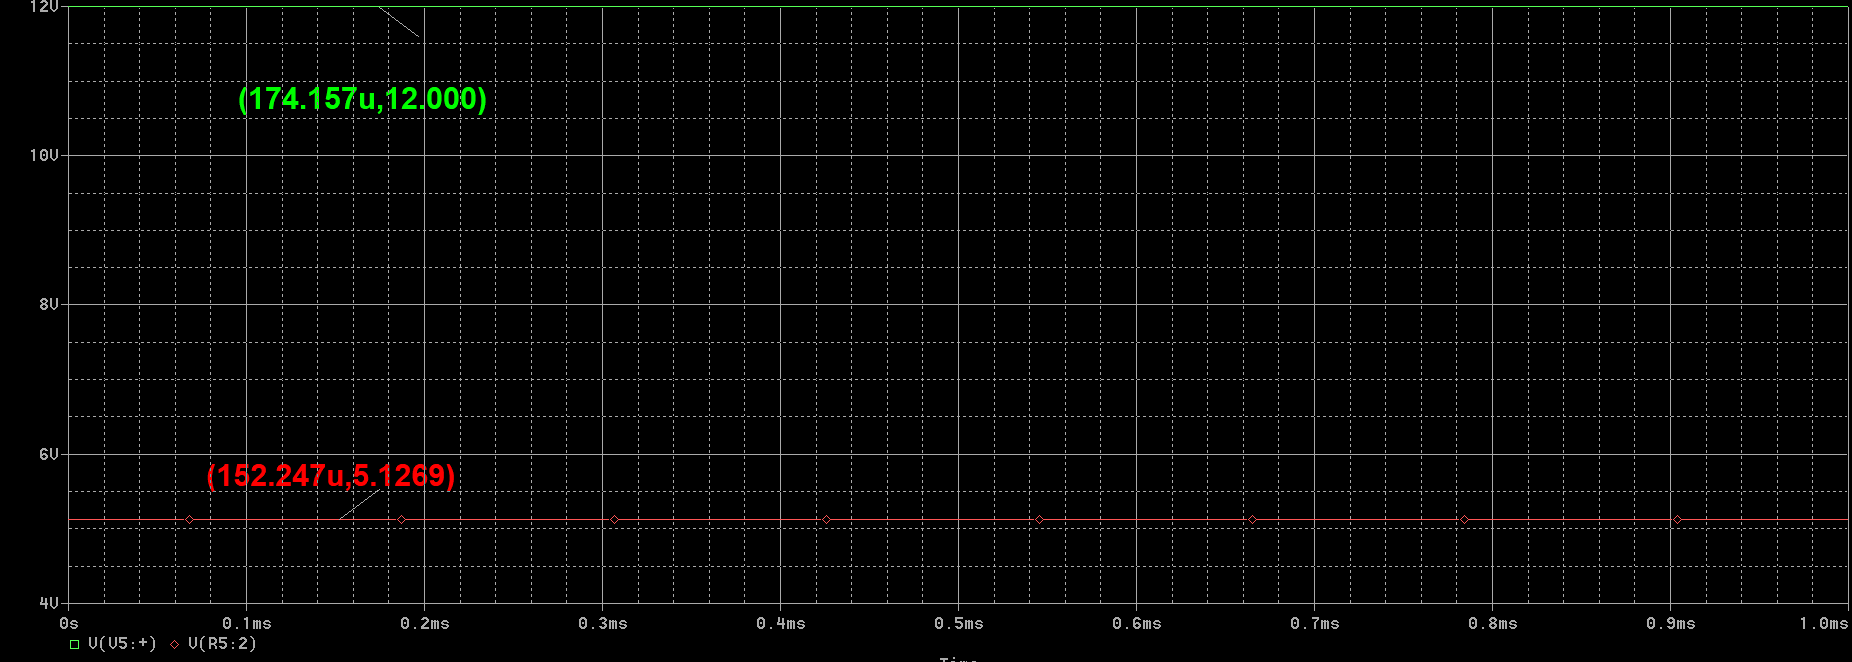 12V
(174.157u,12.000)
10V
8V
6V
(152.247u,5.1269)
4V
0s 0.1ms 0.2ms 0.3ms 0.4ms 0.5ms 0.6ms 0.7ms 0.8ms 0.9ms 1.0ms
V(V5:+) V(R5:2)